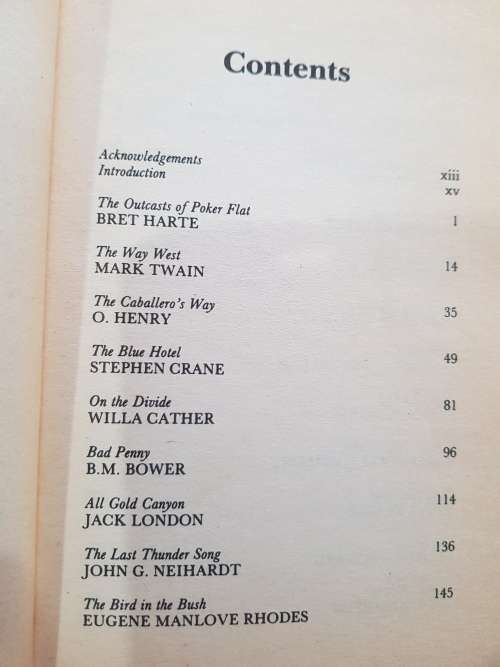 Contents
Acknowledgements xiii
Introduction xv
The Outcasts of Poker Flat
BRET HARTE 1
The Way West
MARK TWAIN 14
The Caballero's Way
O. HENRY 35
The Blue Hotel
STEPHEN CRANE 49
On the Divide
WILLA CATHER 81
Bad Penny
B.M. BOWER 96
All Gold Canyon
JACK LONDON 114
The Last Thunder Song
JOHN G. NEIHARDT 136
The Bird in the Bush
EUGENE MANLOVE RHODES 145